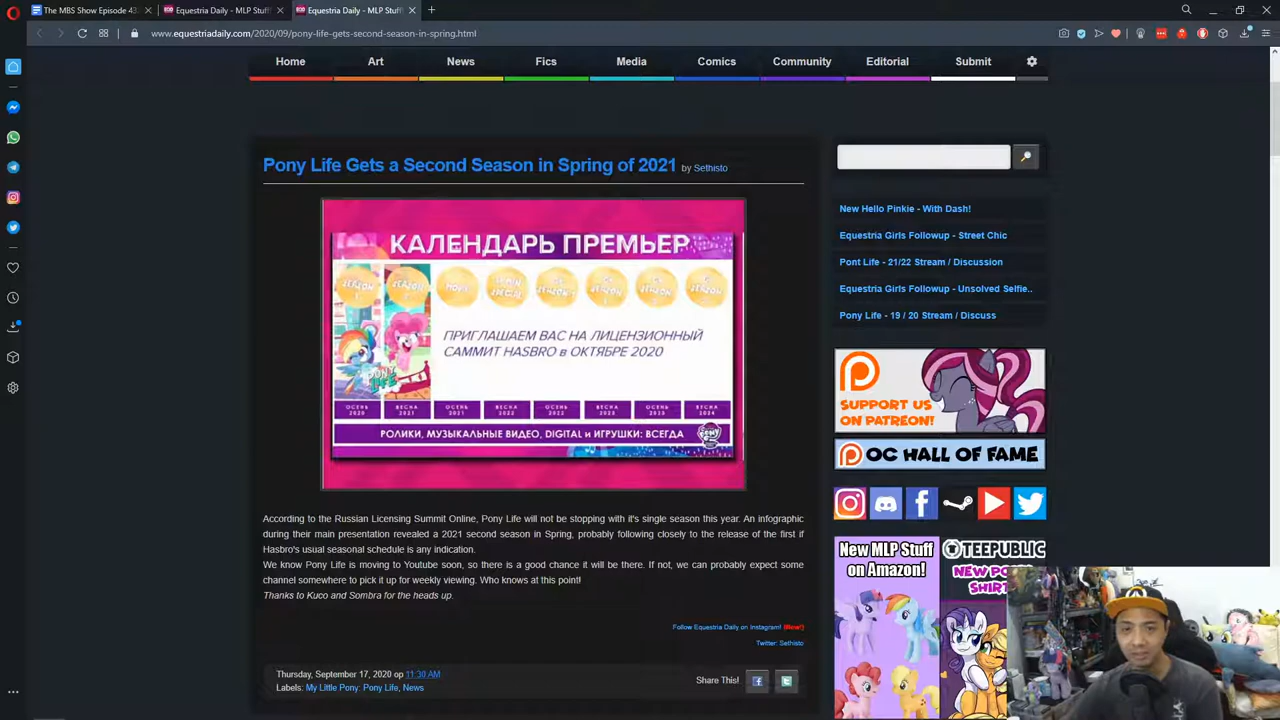 The MBS Show Episode 43
Equestria Daily - MLP Stuff
Equestria Daily - MLP Stuff
www.equestriadaily.com/2020/09/pony-life-gets-second-season-in-spring.html
Home Art News Fics Media Comics Community Editorial Submit
Pony Life Gets a Second Season in Spring of 2021 by Sethisto
КАЛЕНДАРЬ ПРЕМЬЕР
ПРИГЛАШАЕМ ВАС НА ЛИЦЕНЗИОННЫЙ
САММИТ HASBRO в ОКТЯБРЕ 2020
PONY LIFE
ОСЕНЬ 2020 ВЕСНА 2021 ОСЕНЬ 2021 ВЕСНА 2022 ОСЕНЬ 2022 ВЕСНА 2023 ОСЕНЬ 2023 ВЕСНА 2024
РОЛИКИ, МУЗЫКАЛЬНЫЕ ВИДЕО, DIGITAL и ИГРУШКИ: ВСЕГДА
According to the Russian Licensing Summit Online, Pony Life will not be stopping with it's single season this year. An infographic
during their main presentation revealed a 2021 second season in Spring, probably following closely to the release of the first if
Hasbro's usual seasonal schedule is any indication.
We know Pony Life is moving to Youtube soon, so there is a good chance it will be there. If not, we can probably expect some
channel somewhere to pick it up for weekly viewing. Who knows at this point!
Thanks to Kuco and Sombra for the heads up.
Follow Equestria Daily on Instagram! (New!)
Twitter: Sethisto
Thursday, September 17, 2020 op 11:30 AM
Labels: My Little Pony: Pony Life, News
Share This!
New Hello Pinkie - With Dash!
Equestria Girls Followup - Street Chic
Pont Life - 21/22 Stream / Discussion
Equestria Girls Followup - Unsolved Selfie..
Pony Life - 19 / 20 Stream / Discuss
SUPPORT US
ON PATREON!
OC HALL OF FAME
New MLP Stuff
on Amazon!
TEEPUBLIC